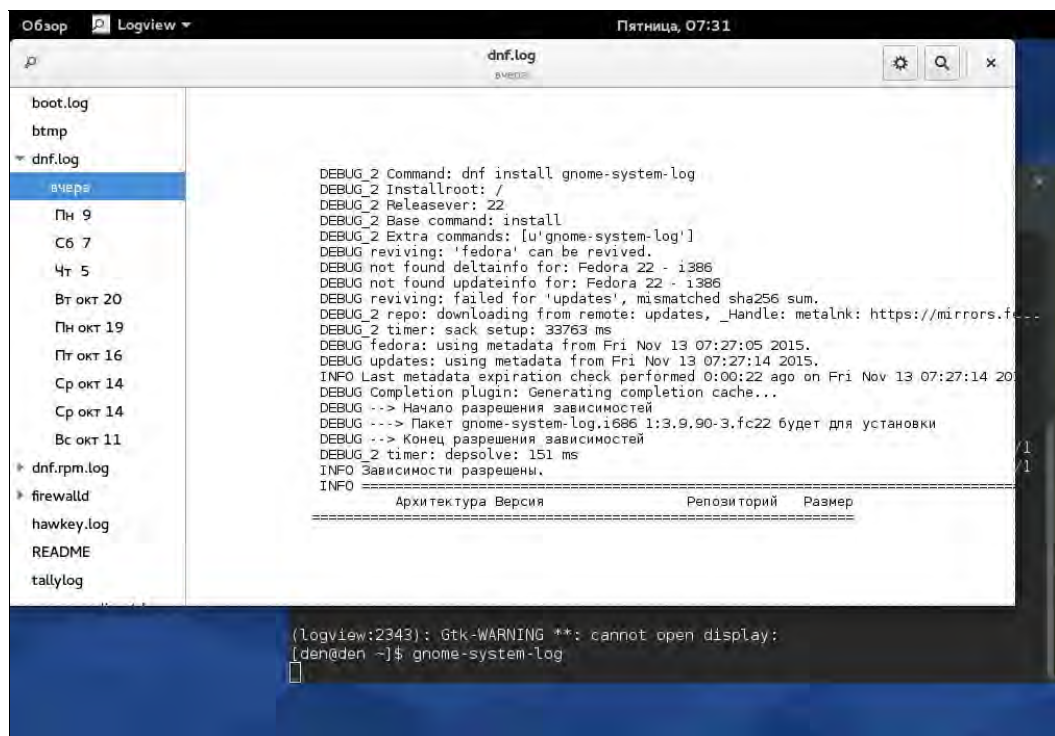 Обзор Logview
Пятница, 07:31
dnf.log
вчера
boot.log
btmp
dnf.log
вчера
Пн 9
Сб 7
Чт 5
Вт окт 20
Пн окт 19
Пт окт 16
Ср окт 14
Ср окт 14
Вс окт 11
dnf.rpm.log
firewalld
hawkey.log
README
tallylog
DEBUG_2 Command: dnf install gnome-system-log
DEBUG_2 Installroot: /
DEBUG_2 Releasever: 22
DEBUG_2 Base command: install
DEBUG_2 Extra commands: [u'gnome-system-log']
DEBUG reviving: 'fedora' can be revived.
DEBUG not found deltainfo for: Fedora 22 - i386
DEBUG not found updateinfo for: Fedora 22 - i386
DEBUG reviving: failed for 'updates', mismatched sha256 sum.
DEBUG_2 repo: downloading from remote: updates, _Handle: metalnk: https://mirrors.f
DEBUG_2 timer: sack setup: 33763 ms
DEBUG fedora: using metadata from Fri Nov 13 07:27:05 2015.
DEBUG updates: using metadata from Fri Nov 13 07:27:14 2015.
INFO Last metadata expiration check performed 0:00:22 ago on Fri Nov 13 07:27:14 20
DEBUG Completion plugin: Generating completion cache...
DEBUG --> Начало разрешения зависимостей
DEBUG ---> Пакет gnome-system-log.i686 1:3.9.90-3.fc22 будет для установки
DEBUG --> Конец разрешения зависимостей
DEBUG_2 timer: depsolve: 151 ms
INFO Зависимости разрешены.
INFO ================================================================================
Архитектура Версия Репозиторий Размер
=================================================================
/1
/1
(logview:2343): Gtk-WARNING **: cannot open display:
[den@den ~]$ gnome-system-log